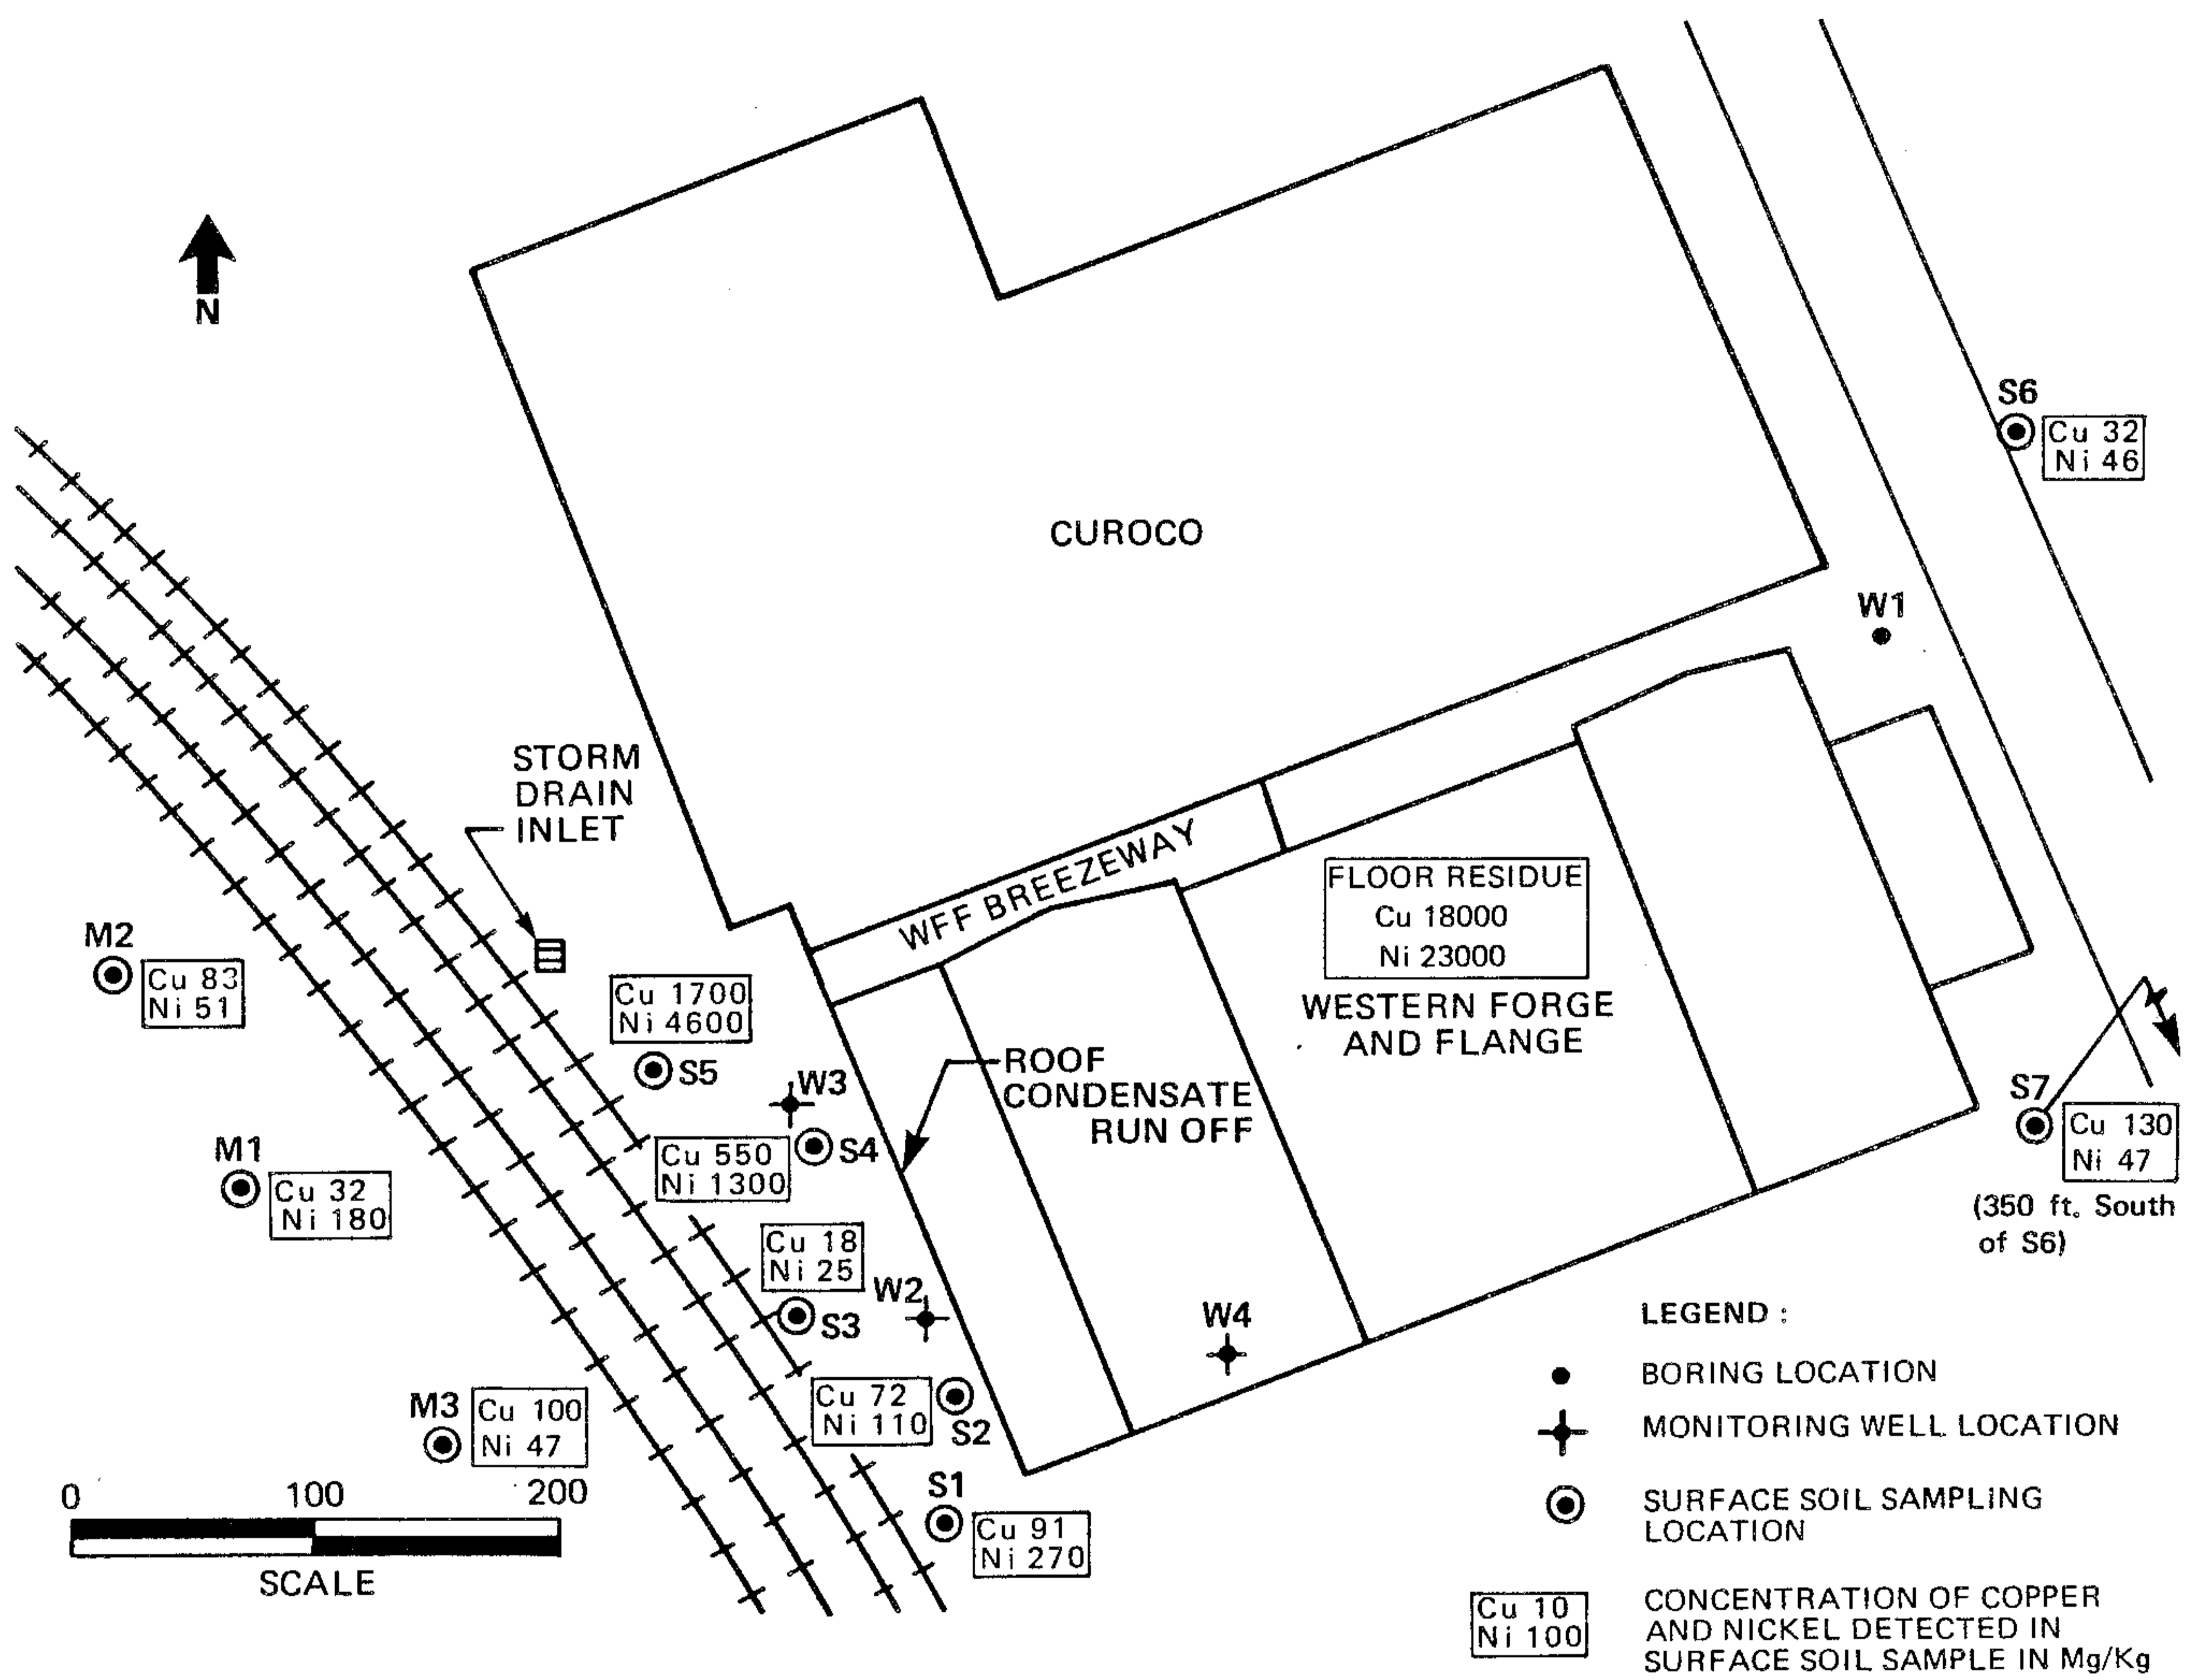 N
CUROCO
S6
Cu 32
Ni 46
W1
STORM
DRAIN
INLET
WFF BREEZEWAY
FLOOR RESIDUE
Cu 18000
Ni 23000
WESTERN FORGE
AND FLANGE
M2
Cu 83
Ni 51
Cu 1700
Ni 4600
S5
W3
ROOF
CONDENSATE
RUN OFF
S4
Cu 550
Ni 1300
M1
Cu 32
Ni 180
S7
Cu 130
Ni 47
(350 ft. South
of S6)
Cu 18
Ni 25
S3
W2
W4
Cu 72
Ni 110
S2
M3
Cu 100
Ni 47
S1
Cu 91
Ni 270
0 100 200
SCALE
LEGEND :
BORING LOCATION
MONITORING WELL LOCATION
SURFACE SOIL SAMPLING
LOCATION
Cu 10
Ni 100
CONCENTRATION OF COPPER
AND NICKEL DETECTED IN
SURFACE SOIL SAMPLE IN Mg/Kg